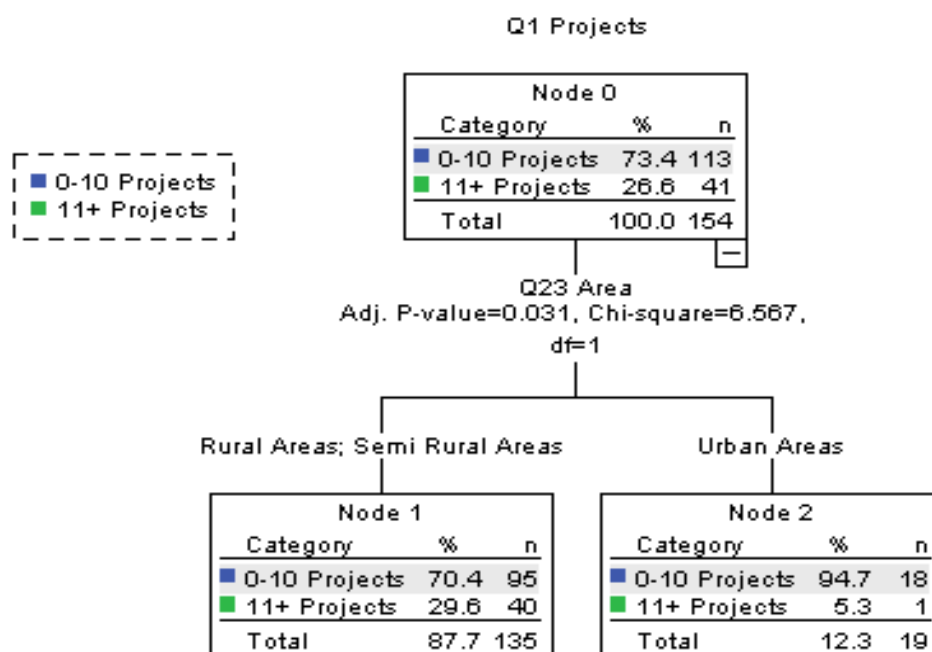 Q1 Projects
Node 0
Category % n
0-10 Projects 73.4 113
11+ Projects 26.6 41
Total 100.0 154
0-10 Projects
11+ Projects
Q23 Area
Adj. P-value=0.031, Chi-square=6.567,
df=1
Rural Areas; Semi Rural Areas
Urban Areas
Node 1
Category % n
0-10 Projects 70.4 95
11+ Projects 29.6 40
Total 87.7 135
Node 2
Category % n
0-10 Projects 94.7 18
11+ Projects 5.3 1
Total 12.3 19